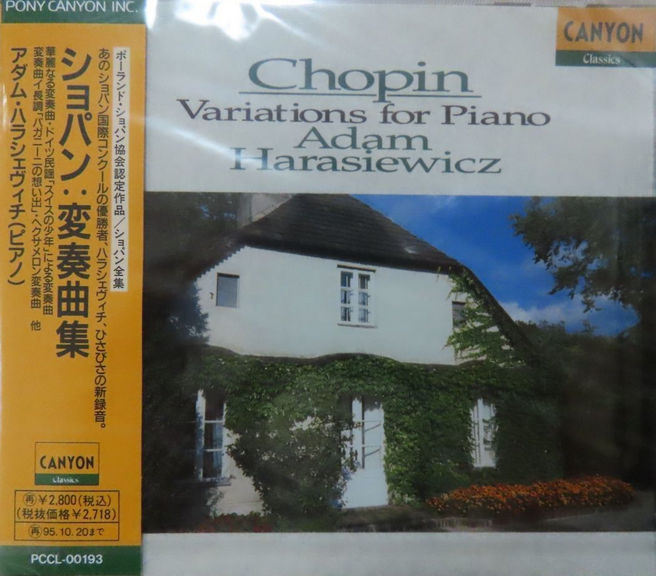 PONY CANYON INC.
ポーランド・ショパン協会認定作品/ショパン全集
あのショパン国際コンクールの優勝者、ハラシェヴィチ、ひさびさの新録音。
ショパン:変奏曲集
華麗なる変奏曲・ドイツ民謡「スイスの少年」による変奏曲
変奏曲イ長調「パガニーニの想い出」・ヘクサメロン変奏曲 他
アダム・ハラシェヴィチ(ピアノ)
CANYON
Classics
再¥2,800(税込)
(税抜価格¥2,718)
再95.10.20まで
PCCL-00193
CANYON
Classics
Chopin
Variations for Piano
Adam
Harasiewicz